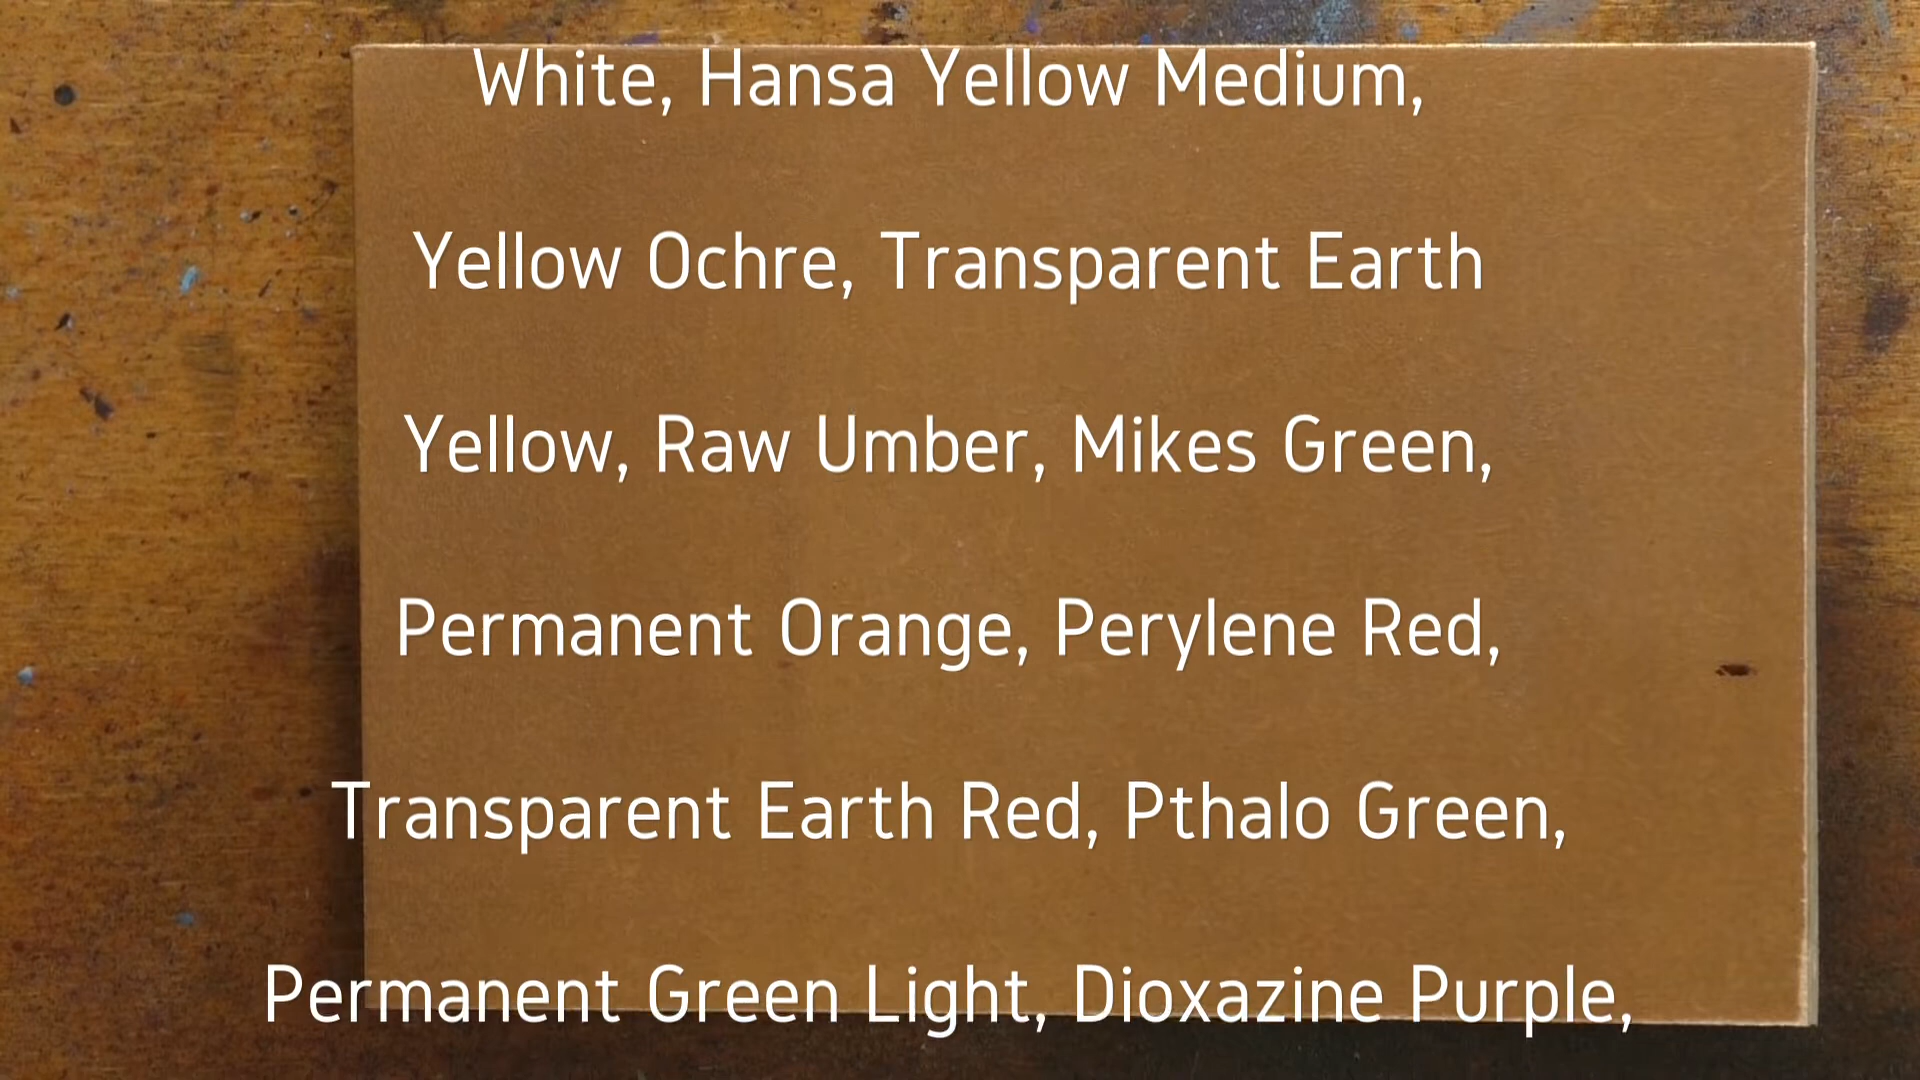 White, Hansa Yellow Medium,
Yellow Ochre, Transparent Earth
Yellow, Raw Umber, Mikes Green,
Permanent Orange, Perylene Red,
Transparent Earth Red, Pthalo Green,
Permanent Green Light, Dioxazine Purple,